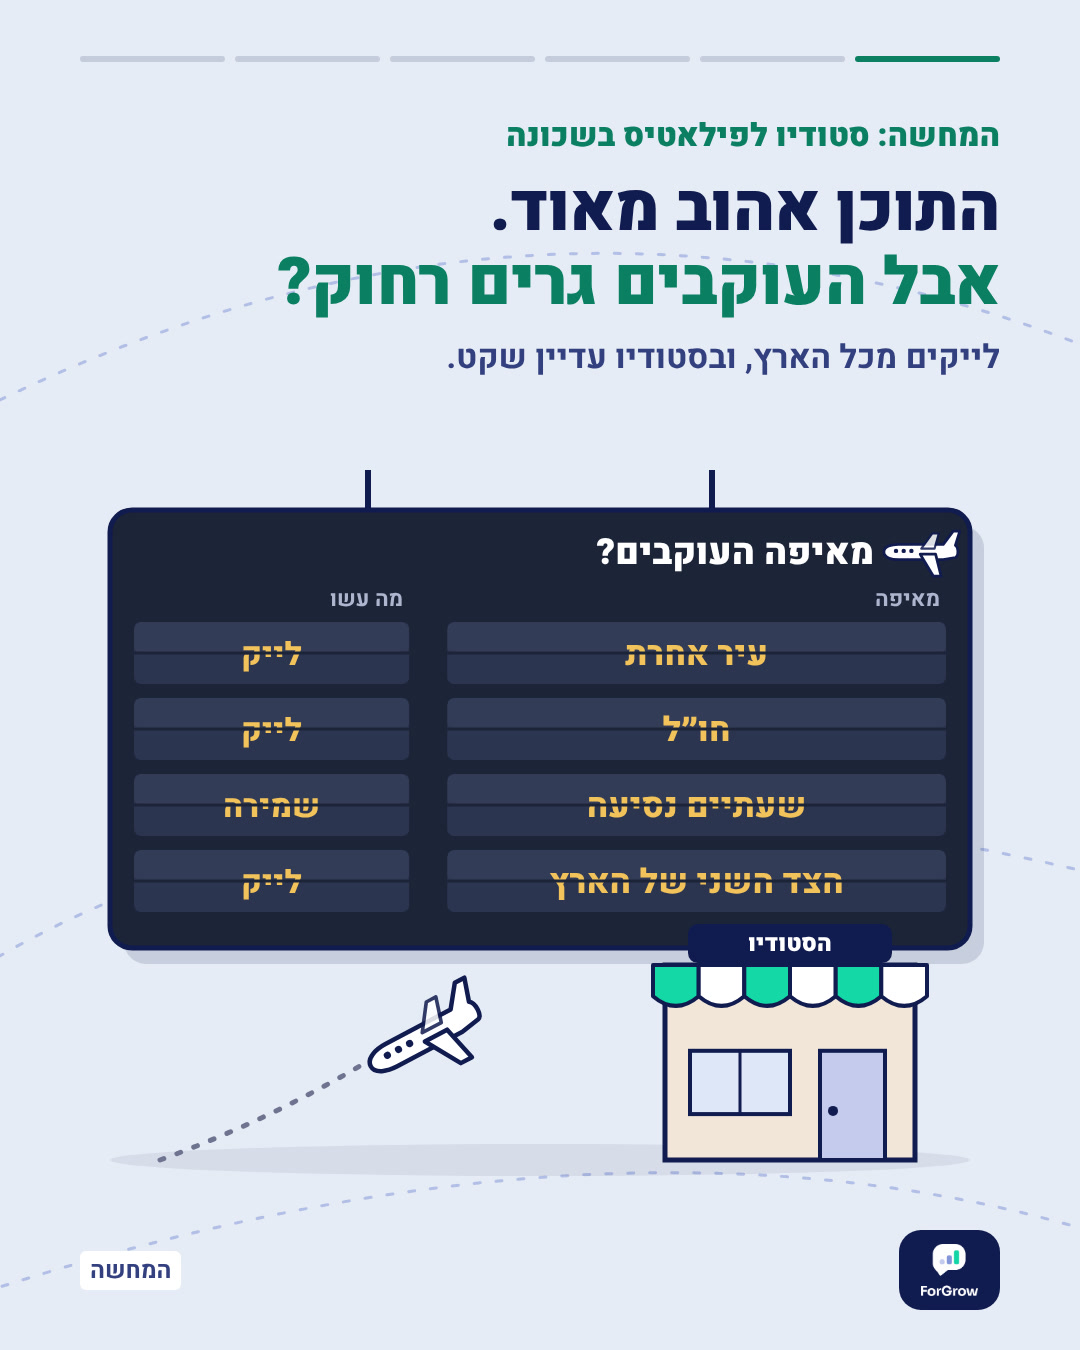 המחשה: סטודיו לפילאטיס בשכונה
התוכן אהוב מאוד.
אבל העוקבים גרים רחוק?
לייקים מכל הארץ, ובסטודיו עדיין שקט.
מאיפה העוקבים?
מאיפה מה עשו
עיר אחרת לייק
חו״ל לייק
שעתיים נסיעה שמירה
הצד השני של הארץ לייק
הסטודיו
ForGrow
המחשה